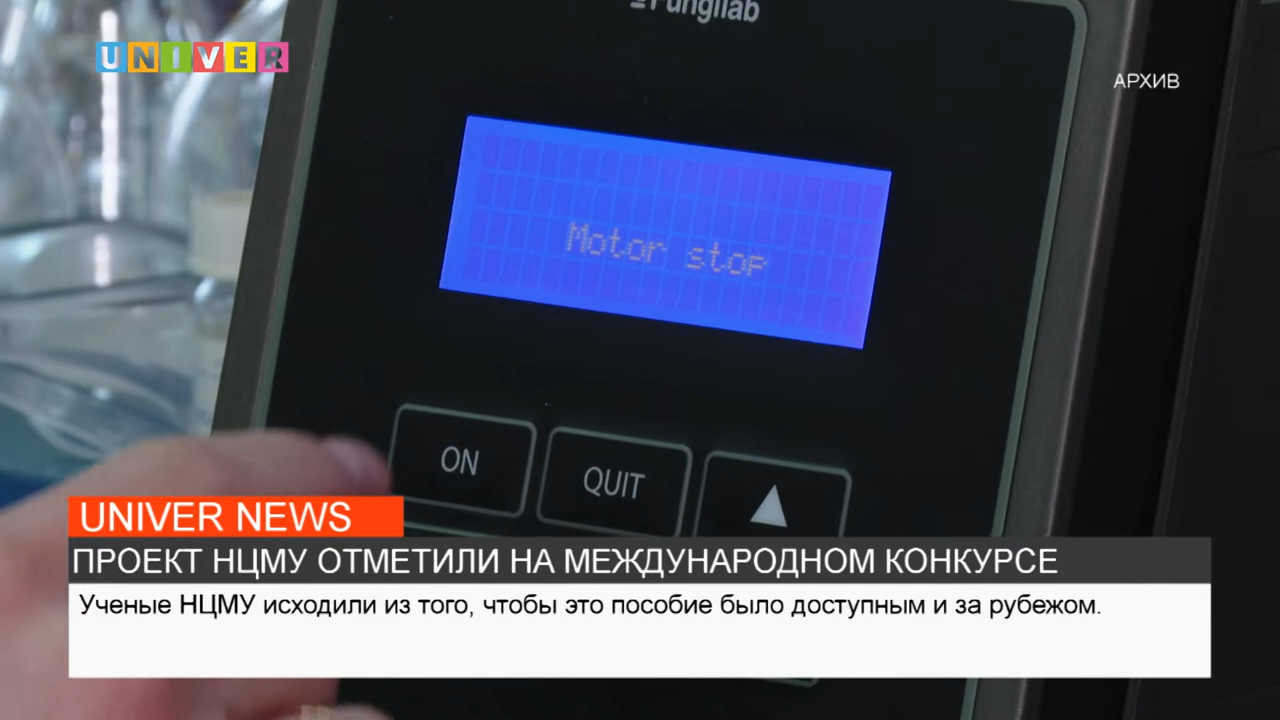 Fungilab
UNIVER
АРХИВ
Motor stop
ON
QUIT
UNIVER NEWS
ПРОЕКТ НЦМУ ОТМЕТИЛИ НА МЕЖДУНАРОДНОМ КОНКУРСЕ
Ученые НЦМУ исходили из того, чтобы это пособие было доступным и за рубежом.